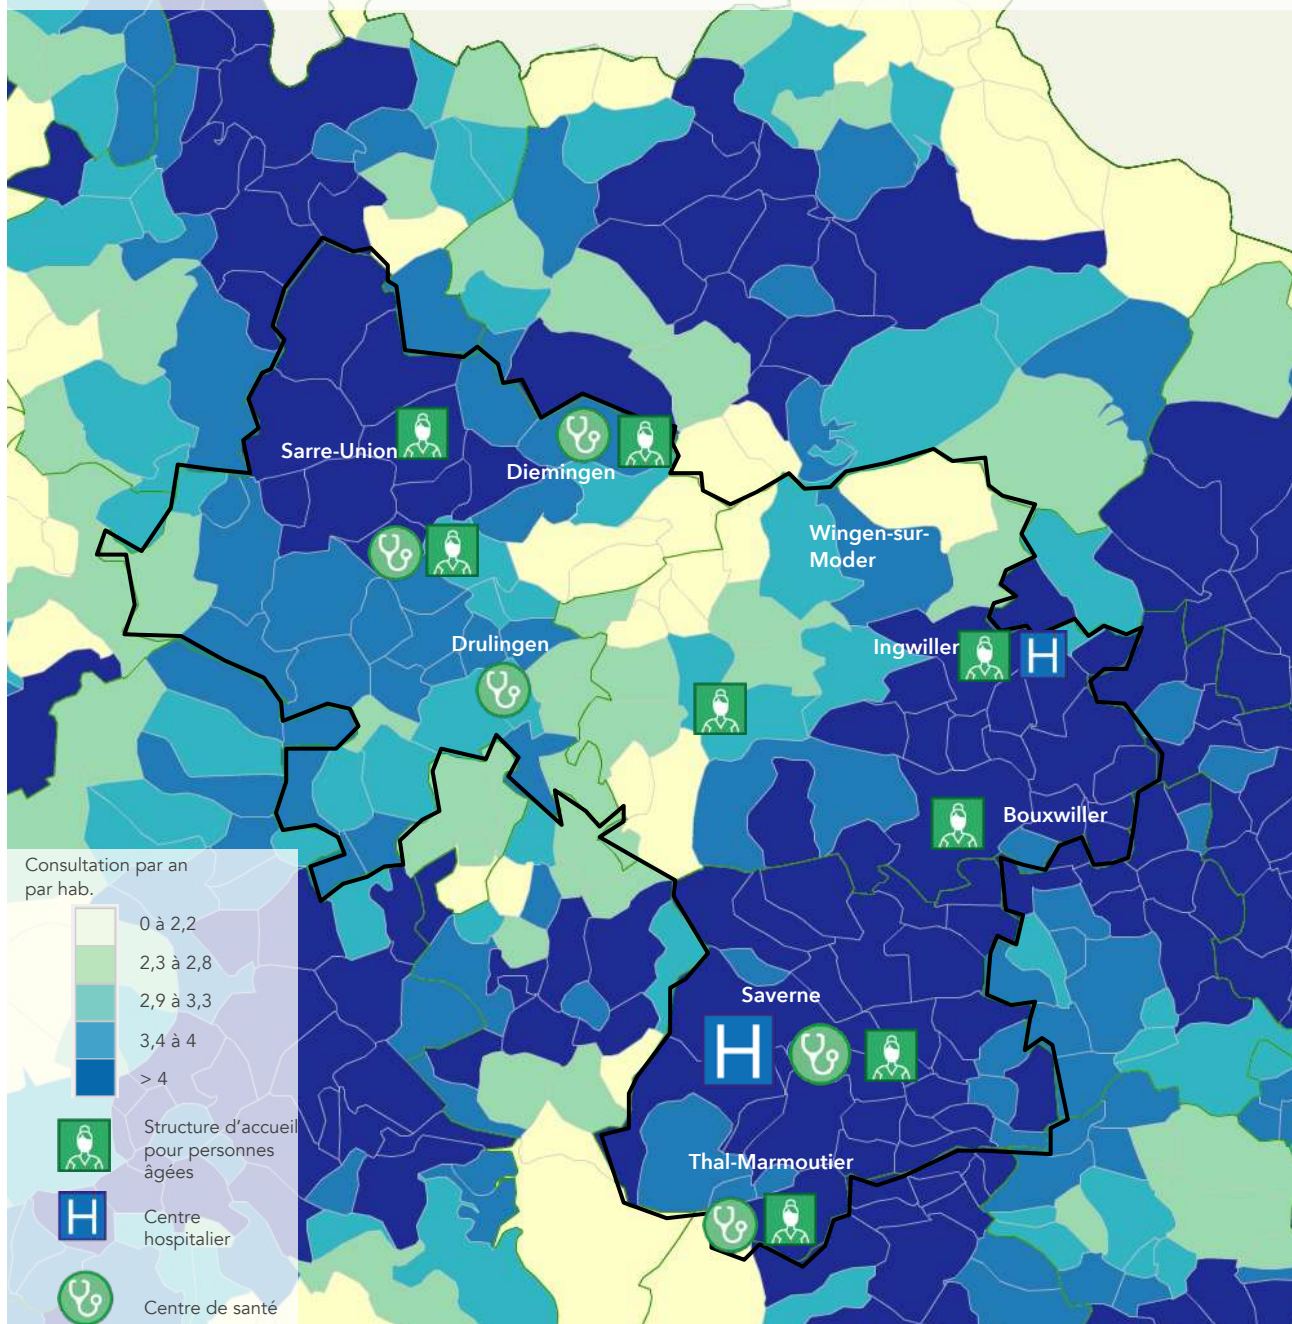 Sarre-Union
Diemingen
Wingen-sur-
Moder
Drulingen
Ingwiller
H
Bouxwiller
Saverne
H
Thal-Marmoutier
Consultation par an
par hab.
0 à 2,2
2,3 à 2,8
2,9 à 3,3
3,4 à 4
> 4
Structure d'accueil
pour personnes
âgées
H
Centre
hospitalier
Centre de santé